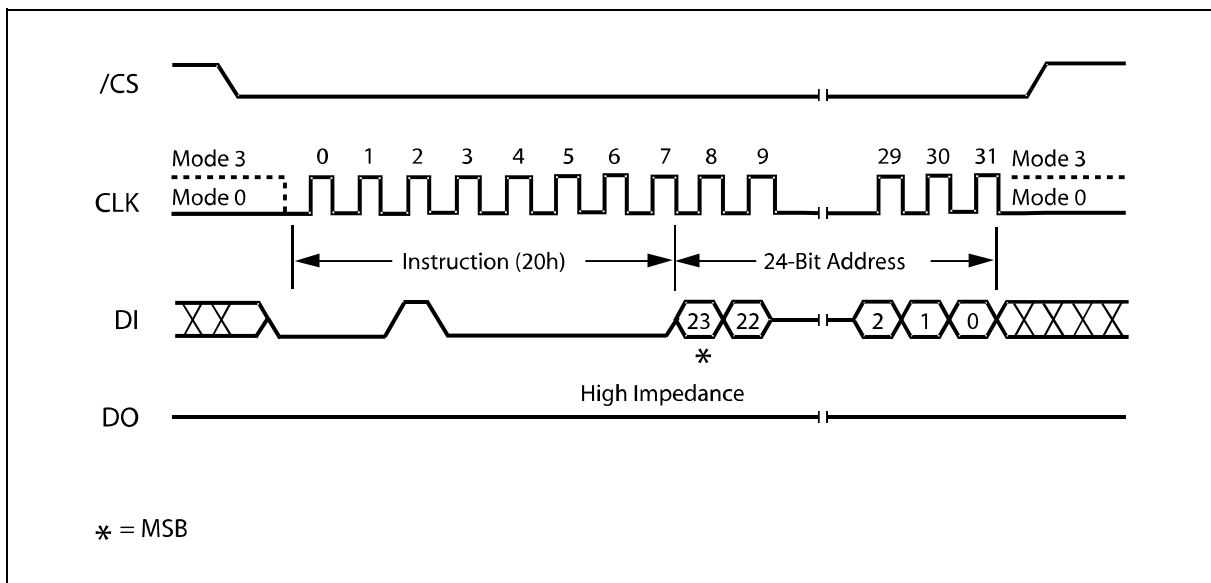 /CS
Mode 3 0 1 2 3 4 5 6 7 8 9 29 30 31 Mode 3
CLK Mode 0 Mode 0
Instruction (20h) 24-Bit Address
DI 23 22 2 1 0
*
High Impedance
DO
* = MSB